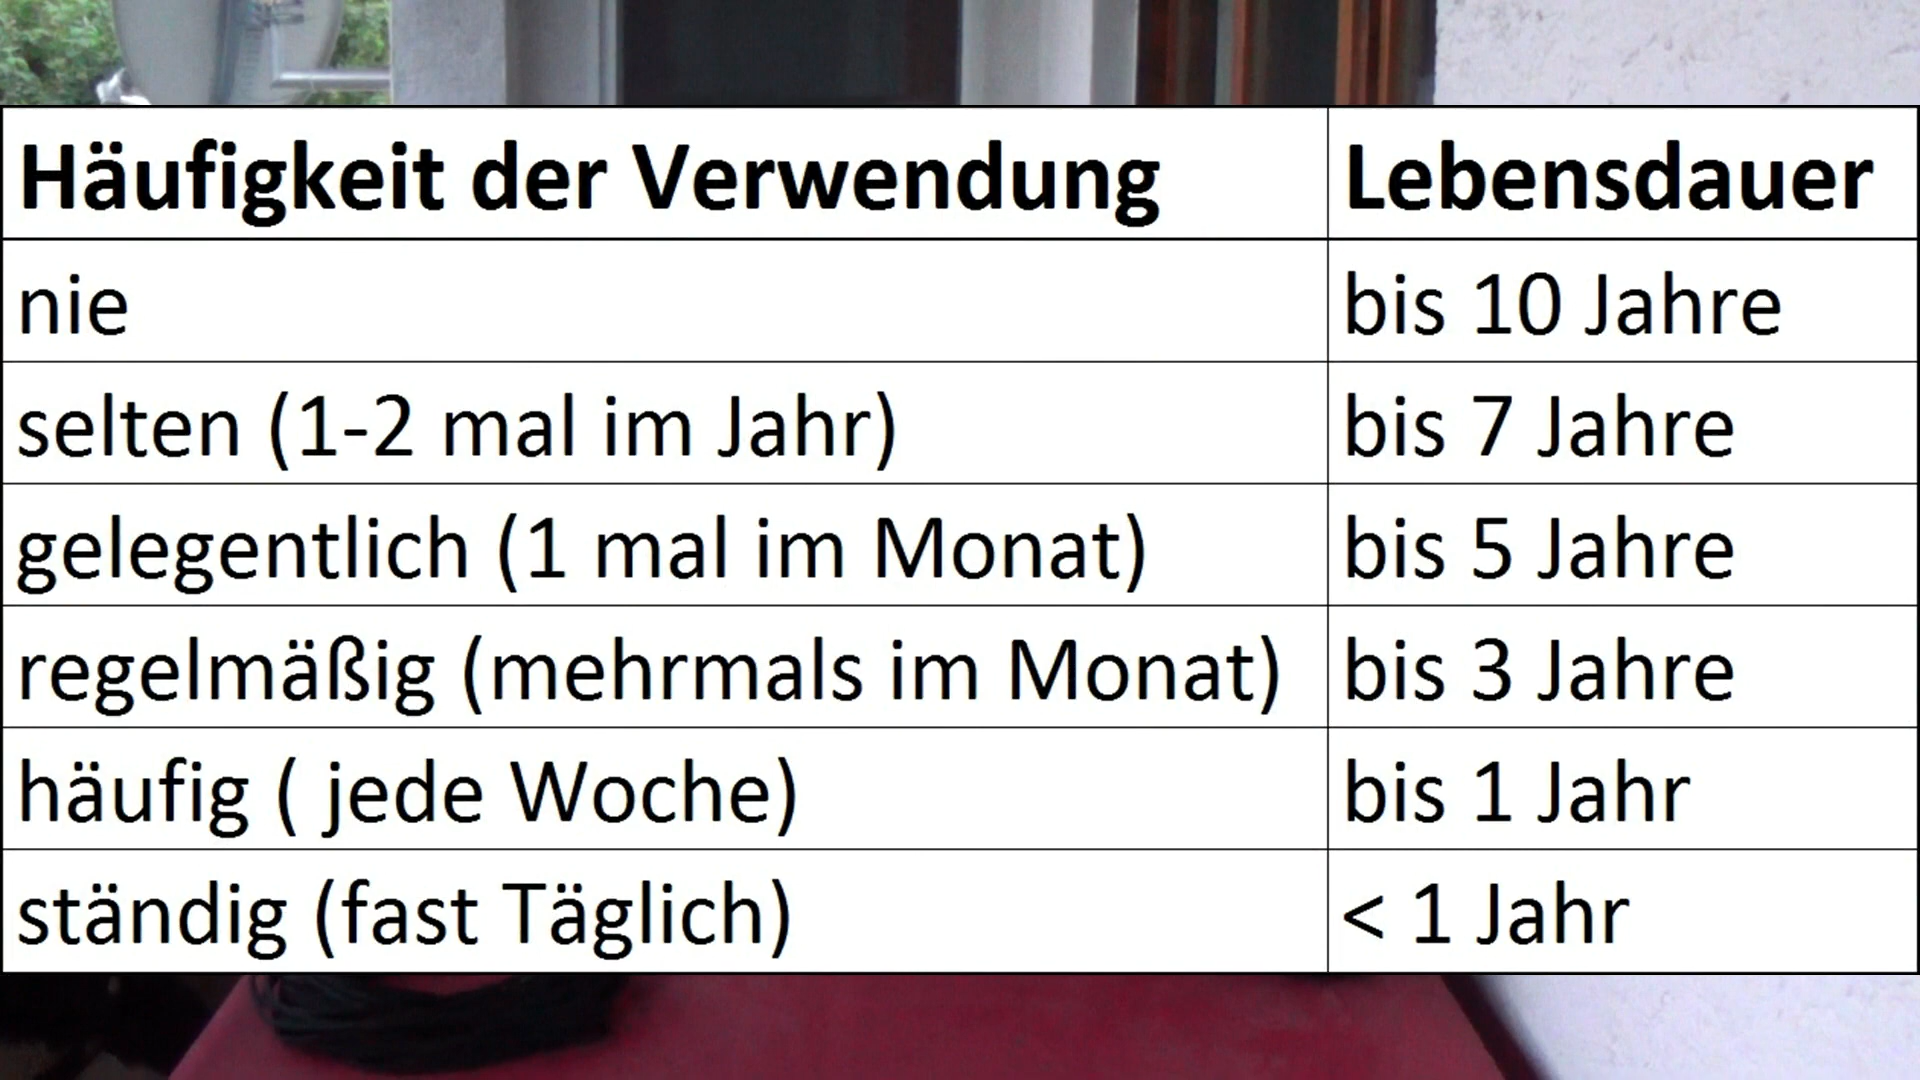 Häufigkeit der Verwendung Lebensdauer
nie bis 10 Jahre
selten (1-2 mal im Jahr) bis 7 Jahre
gelegentlich (1 mal im Monat) bis 5 Jahre
regelmäßig (mehrmals im Monat) bis 3 Jahre
häufig ( jede Woche) bis 1 Jahr
ständig (fast Täglich) < 1 Jahr